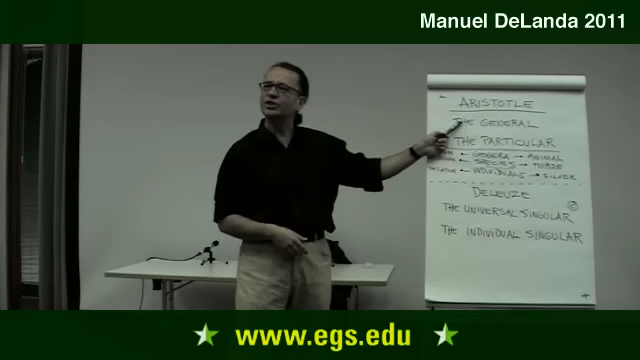 Manuel DeLanda 2011
ARISTOTLE
THE GENERAL
THE PARTICULAR
← GENERA → ANIMAL
← SPECIES → HORSE
← INDIVIDUALS → SILVER
DELEUZE
THE UNIVERSAL SINGULAR
THE INDIVIDUAL SINGULAR
www.egs.edu